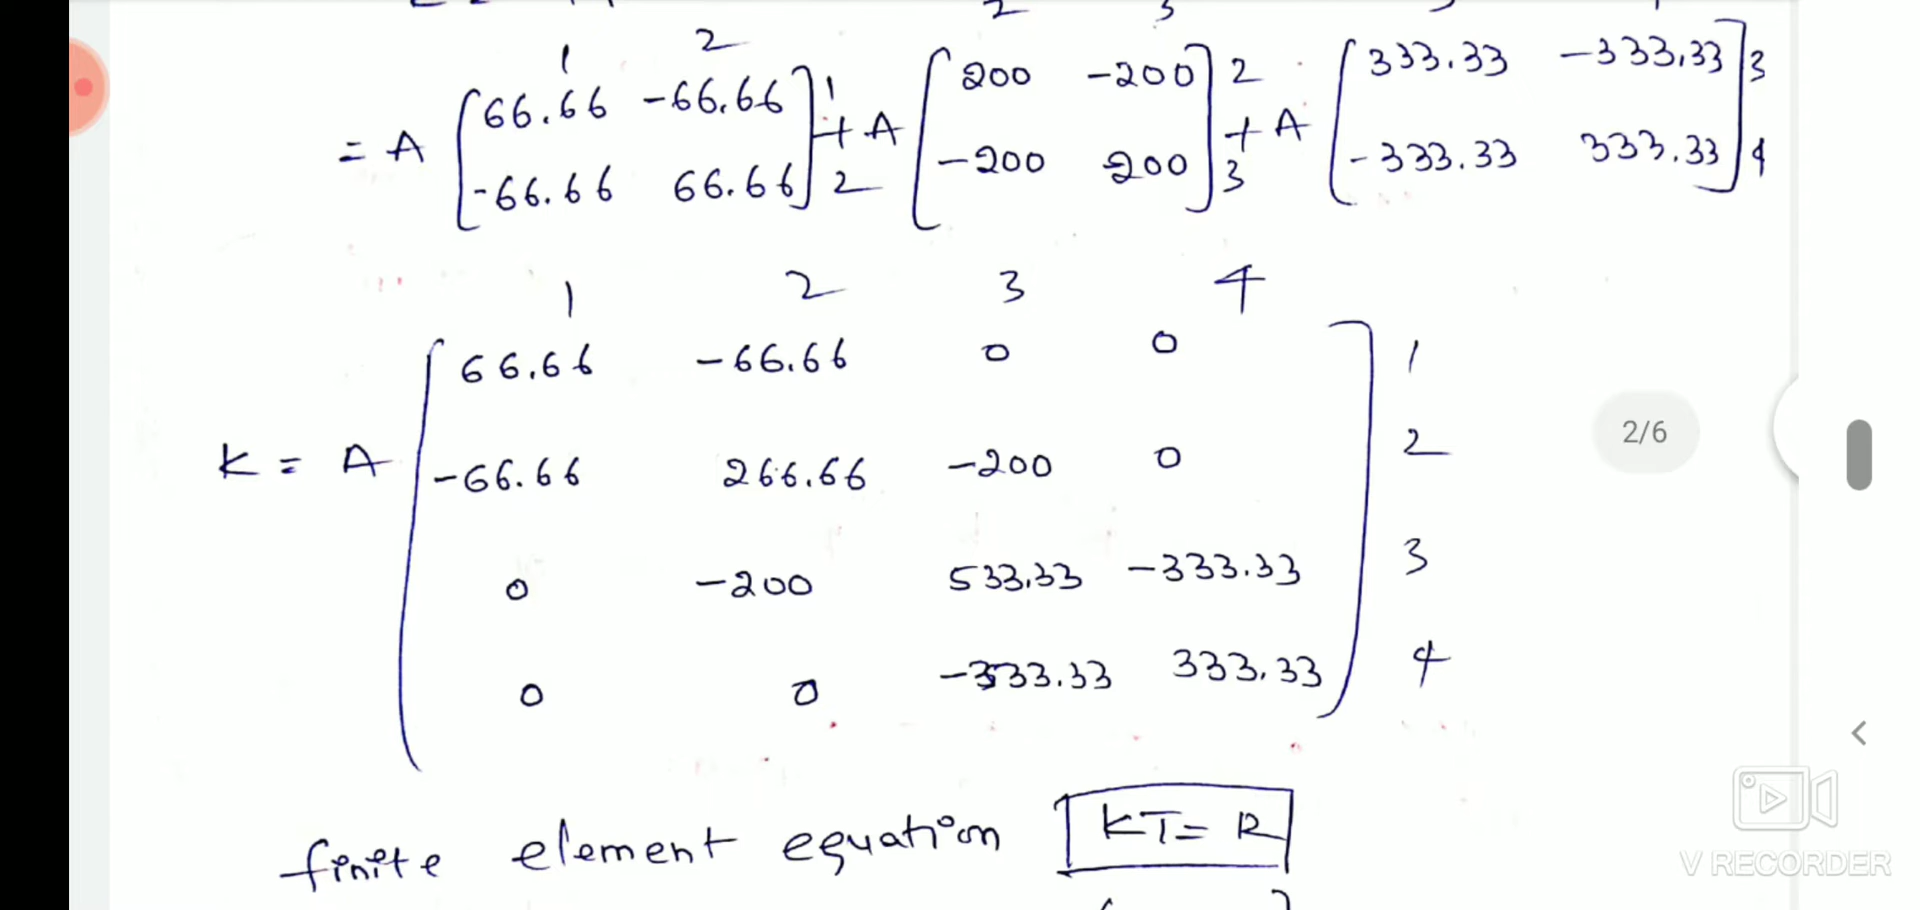 1 2 2 3
= A [66.66 -66.66] 1 + A [200 -200] 2 + A [333.33 -333.33] 3
[-66.66 66.66] 2 [-200 200] 3 [-333.33 333.33] 4
1 2 3 4
66.66 -66.66 0 0 1
K = A -66.66 266.66 -200 0 2
2/6
0 -200 533.33 -333.33 3
0 0 -333.33 333.33 4
finite element equation KT = R
V RECORDER